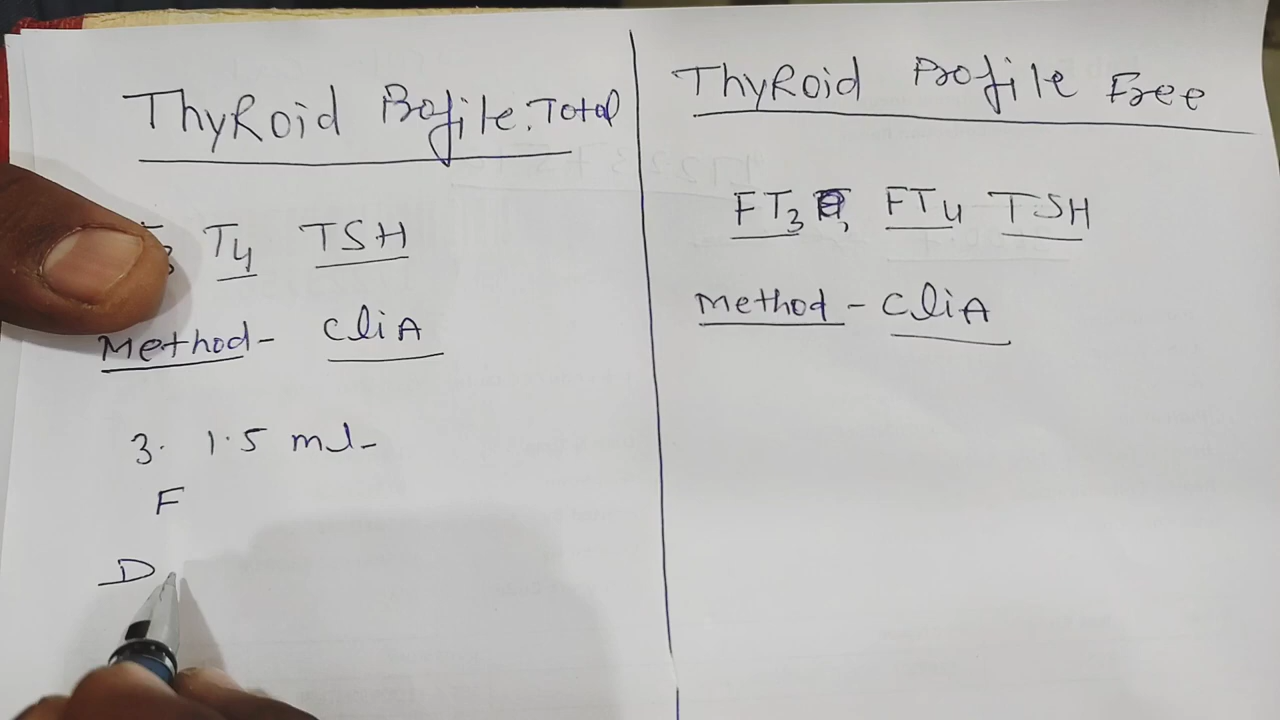 ThyRoid Profile. Total
T4 TSH
Method- CliA
3. 1.5 ml-
F
D
ThyRoid Profile Free
FT3, FT4 TSH
Method - CliA